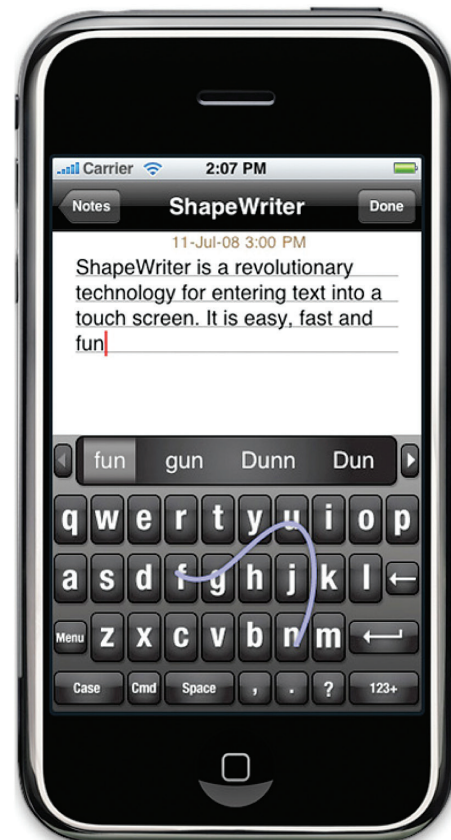 Carrier 2:07 PM
Notes ShapeWriter Done
11-Jul-08 3:00 PM
ShapeWriter is a revolutionary
technology for entering text into a
touch screen. It is easy, fast and
fun
fun gun Dunn Dun
q w e r t y u i o p
a s d f g h j k l ←
Menu z x c v b n m
Case Cmd Space , . ? 123+